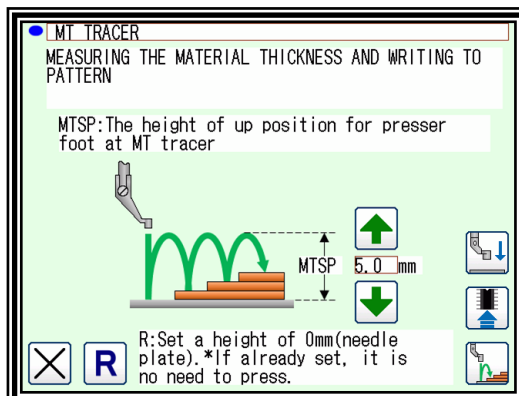 MT TRACER
MEASURING THE MATERIAL THICKNESS AND WRITING TO
PATTERN
MTSP:The height of up position for presser
foot at MT tracer
MTSP 5.0 mm
R:Set a height of 0mm(needle
plate).*If already set, it is
no need to press.
R